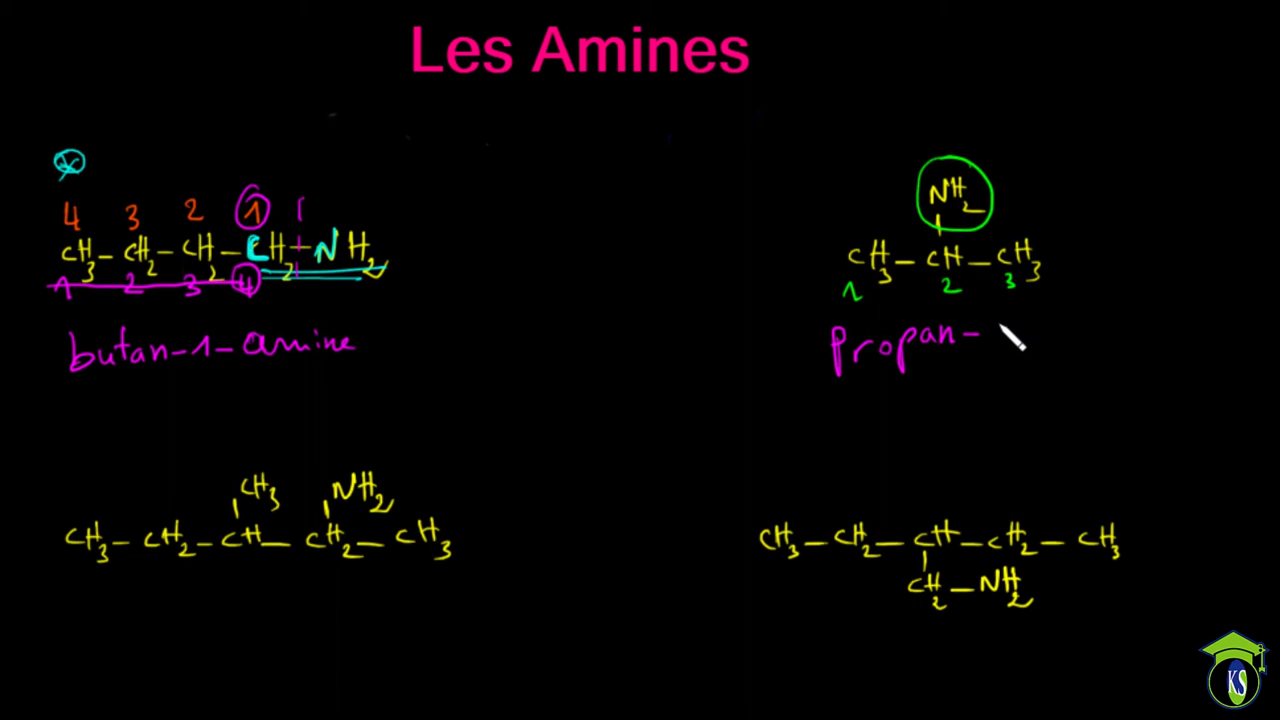 Les Amines
4 3 2 1
CH3 – CH2 – CH2 – CH2 – NH2
1 2 3 4
butan-1-amine
NH2
CH3 – CH – CH3
1 2 3
Propan-
CH3 NH2
CH3 – CH2 – CH – CH2 – CH3
CH3 – CH2 – CH – CH2 – CH3
CH2 – NH2
KS